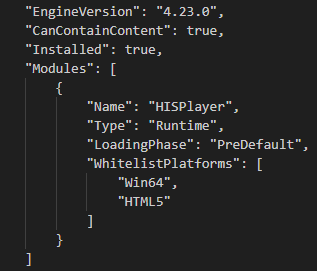 "EngineVersion": "4.23.0",
"CanContainContent": true,
"Installed": true,
"Modules": [
{
"Name": "HISPlayer",
"Type": "Runtime",
"LoadingPhase": "PreDefault",
"WhitelistPlatforms": [
"Win64",
"HTML5"
]
}
]